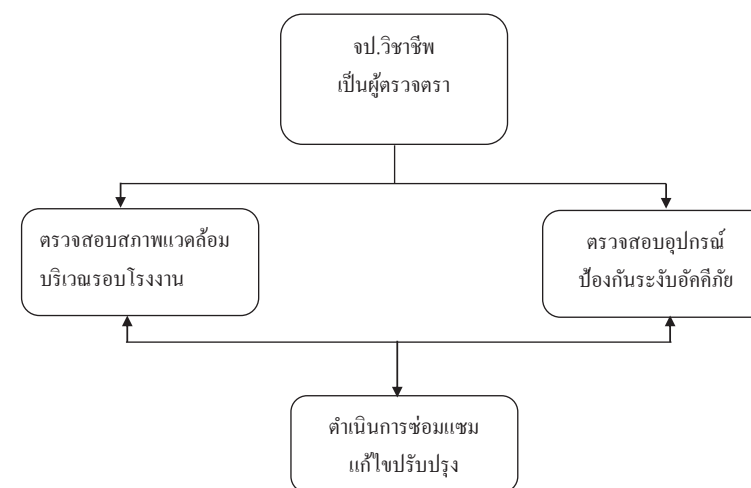 จป.วิชาชีพ
เป็นผู้ตรวจตรา
ตรวจสอบสภาพแวดล้อม
บริเวณรอบโรงงาน
ตรวจสอบอุปกรณ์
ป้องกันระงับอัคคีภัย
ดำเนินการซ่อมแซม
แก้ไขปรับปรุง